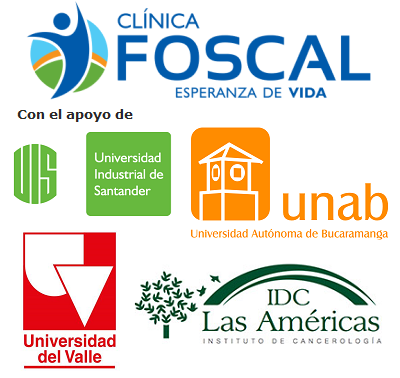 CLÍNICA
FOSCAL
ESPERANZA DE VIDA
Con el apoyo de
UIS
Universidad
Industrial de
Santander
unab
Universidad Autónoma de Bucaramanga
Universidad
del Valle
IDC
Las Américas
INSTITUTO DE CANCEROLOGÍA